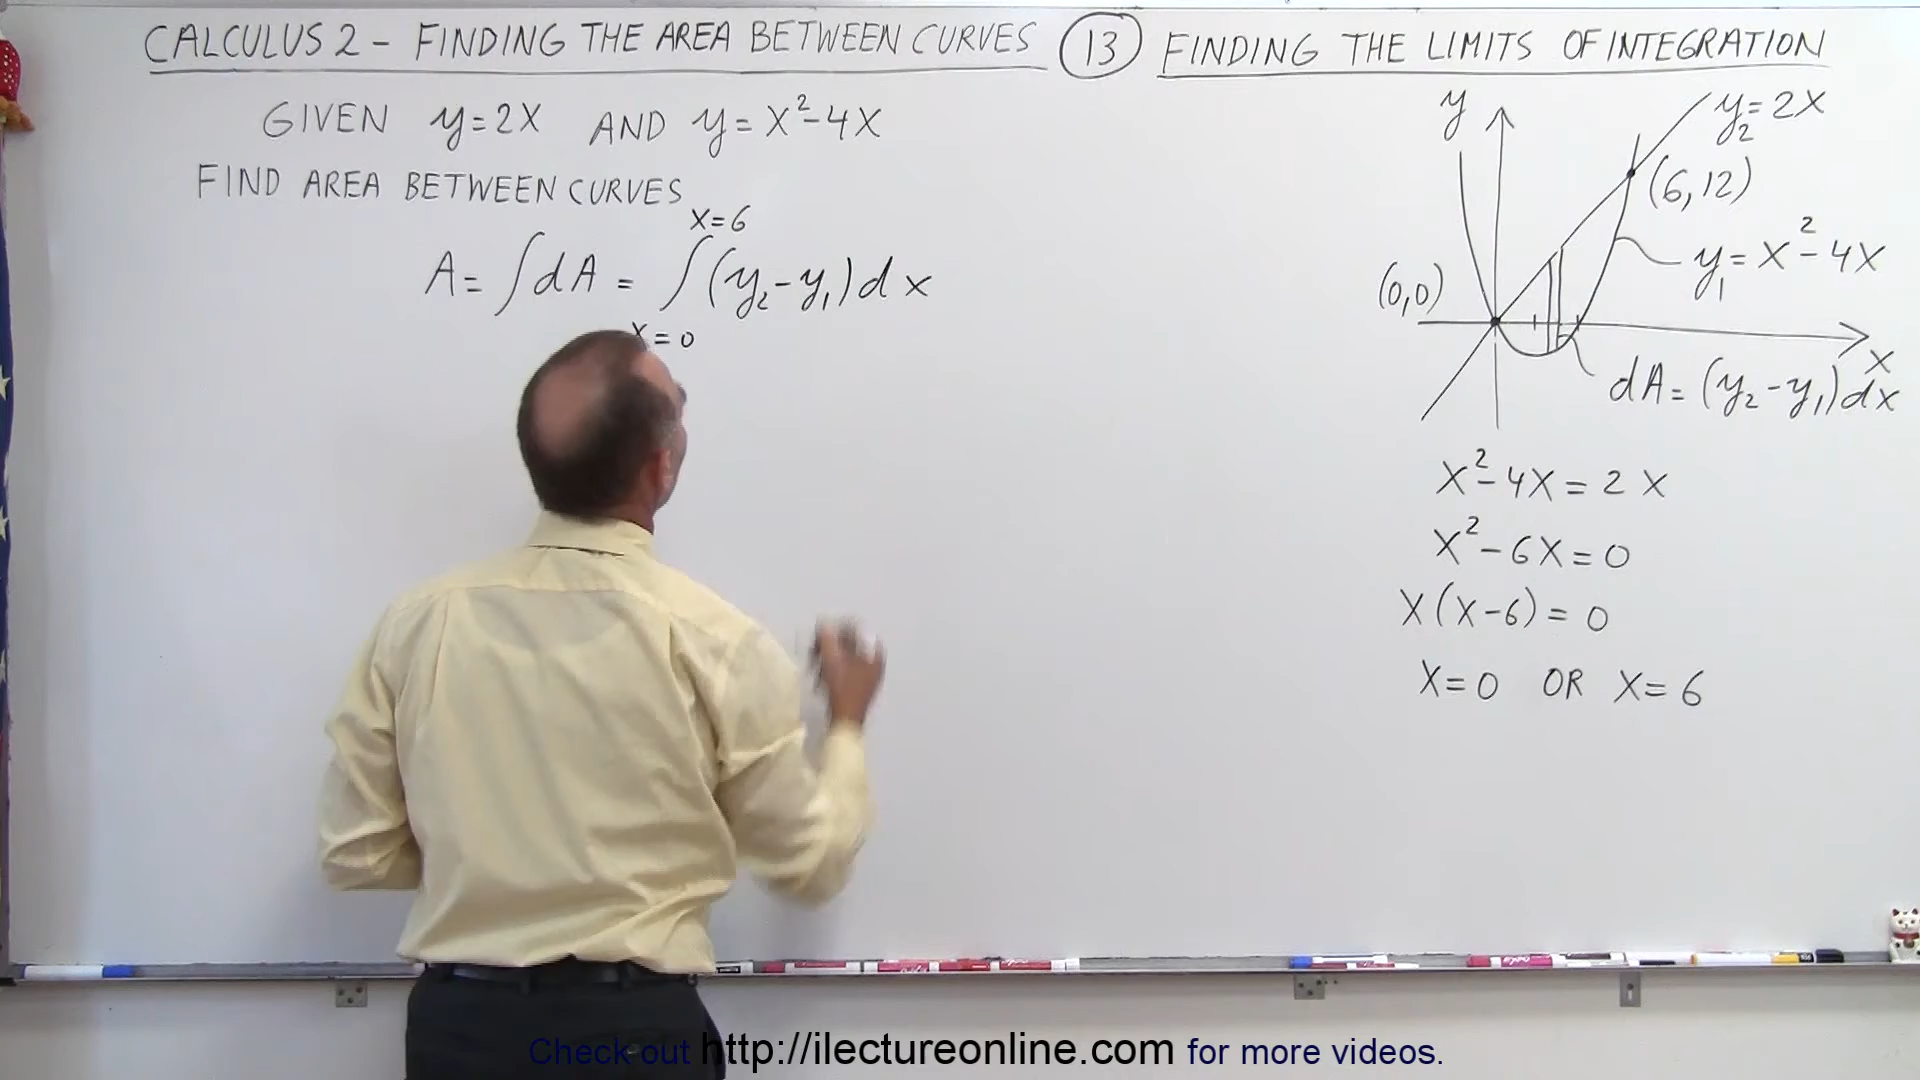 CALCULUS 2 - FINDING THE AREA BETWEEN CURVES 13 FINDING THE LIMITS OF INTEGRATION
GIVEN y=2X AND y=X²-4X
FIND AREA BETWEEN CURVES
x=6
A=∫dA = ∫(y₂-y₁)dx
x=0
y
y₂=2X
(6,12)
y₁=X²-4X
(0,0)
X
dA=(y₂-y₁)dx
X²-4X=2X
X²-6X=0
X(X-6)=0
X=0 OR X=6
Check out http://ilectureonline.com for more videos.